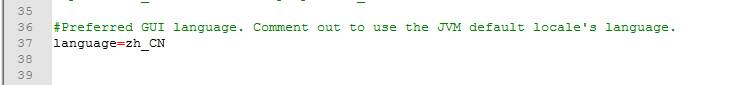 35
36 #Preferred GUI language. Comment out to use the JVM default locale's language.
37 language=zh_CN
38
39